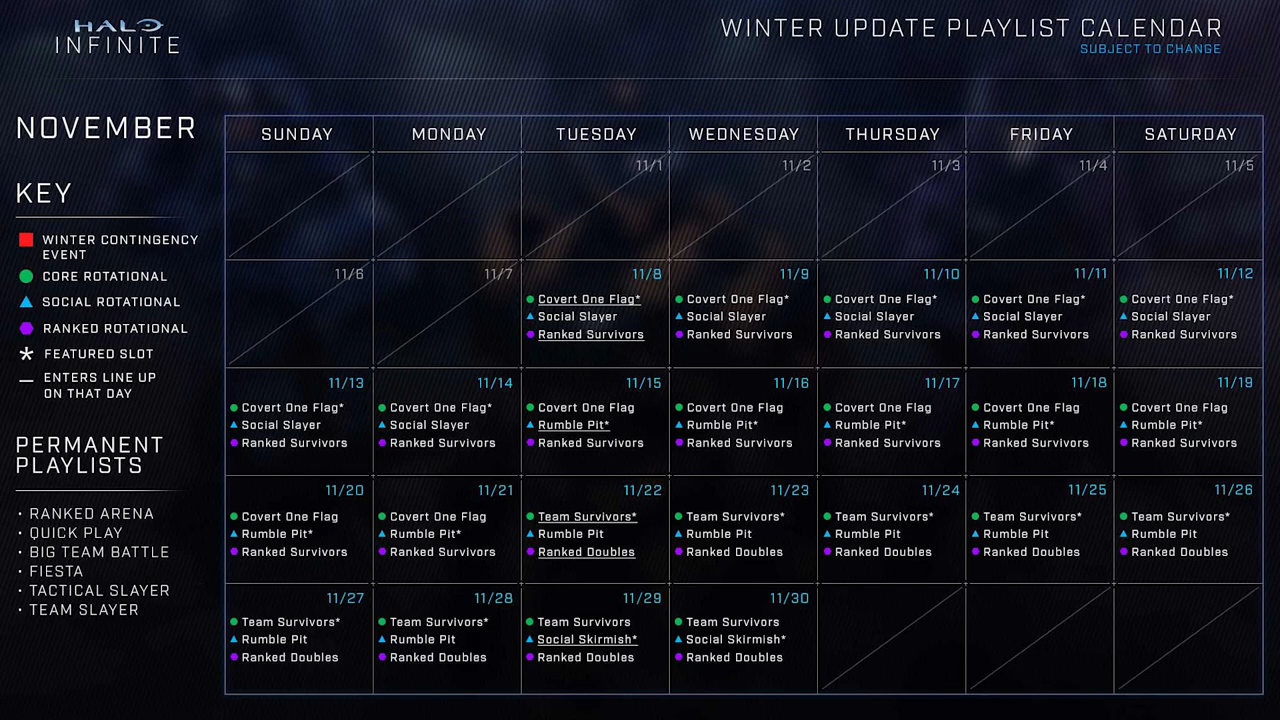 HALO
INFINITE
WINTER UPDATE PLAYLIST CALENDAR
SUBJECT TO CHANGE
NOVEMBER
KEY
WINTER CONTINGENCY
EVENT
CORE ROTATIONAL
SOCIAL ROTATIONAL
RANKED ROTATIONAL
* FEATURED SLOT
— ENTERS LINE UP
ON THAT DAY
PERMANENT
PLAYLISTS
• RANKED ARENA
• QUICK PLAY
• BIG TEAM BATTLE
• FIESTA
• TACTICAL SLAYER
• TEAM SLAYER
SUNDAY MONDAY TUESDAY WEDNESDAY THURSDAY FRIDAY SATURDAY
11/1 11/2 11/3 11/4 11/5
11/6 11/7 11/8 11/9 11/10 11/11 11/12
Covert One Flag* Covert One Flag* Covert One Flag* Covert One Flag* Covert One Flag*
Social Slayer Social Slayer Social Slayer Social Slayer Social Slayer
Ranked Survivors Ranked Survivors Ranked Survivors Ranked Survivors Ranked Survivors
11/13 11/14 11/15 11/16 11/17 11/18 11/19
Covert One Flag* Covert One Flag* Covert One Flag Covert One Flag Covert One Flag Covert One Flag Covert One Flag
Social Slayer Social Slayer Rumble Pit* Rumble Pit* Rumble Pit* Rumble Pit* Rumble Pit*
Ranked Survivors Ranked Survivors Ranked Survivors Ranked Survivors Ranked Survivors Ranked Survivors Ranked Survivors
11/20 11/21 11/22 11/23 11/24 11/25 11/26
Covert One Flag Covert One Flag Team Survivors* Team Survivors* Team Survivors* Team Survivors* Team Survivors*
Rumble Pit* Rumble Pit* Rumble Pit Rumble Pit Rumble Pit Rumble Pit Rumble Pit
Ranked Survivors Ranked Survivors Ranked Doubles Ranked Doubles Ranked Doubles Ranked Doubles Ranked Doubles
11/27 11/28 11/29 11/30
Team Survivors* Team Survivors* Team Survivors Team Survivors
Rumble Pit Rumble Pit Social Skirmish* Social Skirmish*
Ranked Doubles Ranked Doubles Ranked Doubles Ranked Doubles